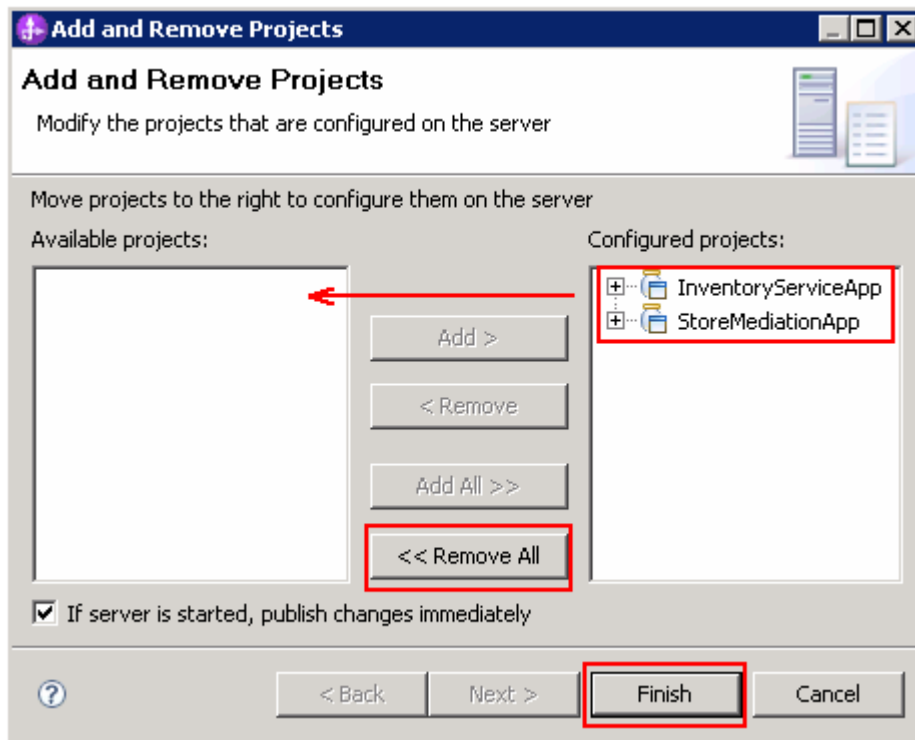 Add and Remove Projects
Add and Remove Projects
Modify the projects that are configured on the server
Move projects to the right to configure them on the server
Available projects:
Configured projects:
InventoryServiceApp
StoreMediationApp
Add >
< Remove
Add All >>
<< Remove All
If server is started, publish changes immediately
?
< Back
Next >
Finish
Cancel